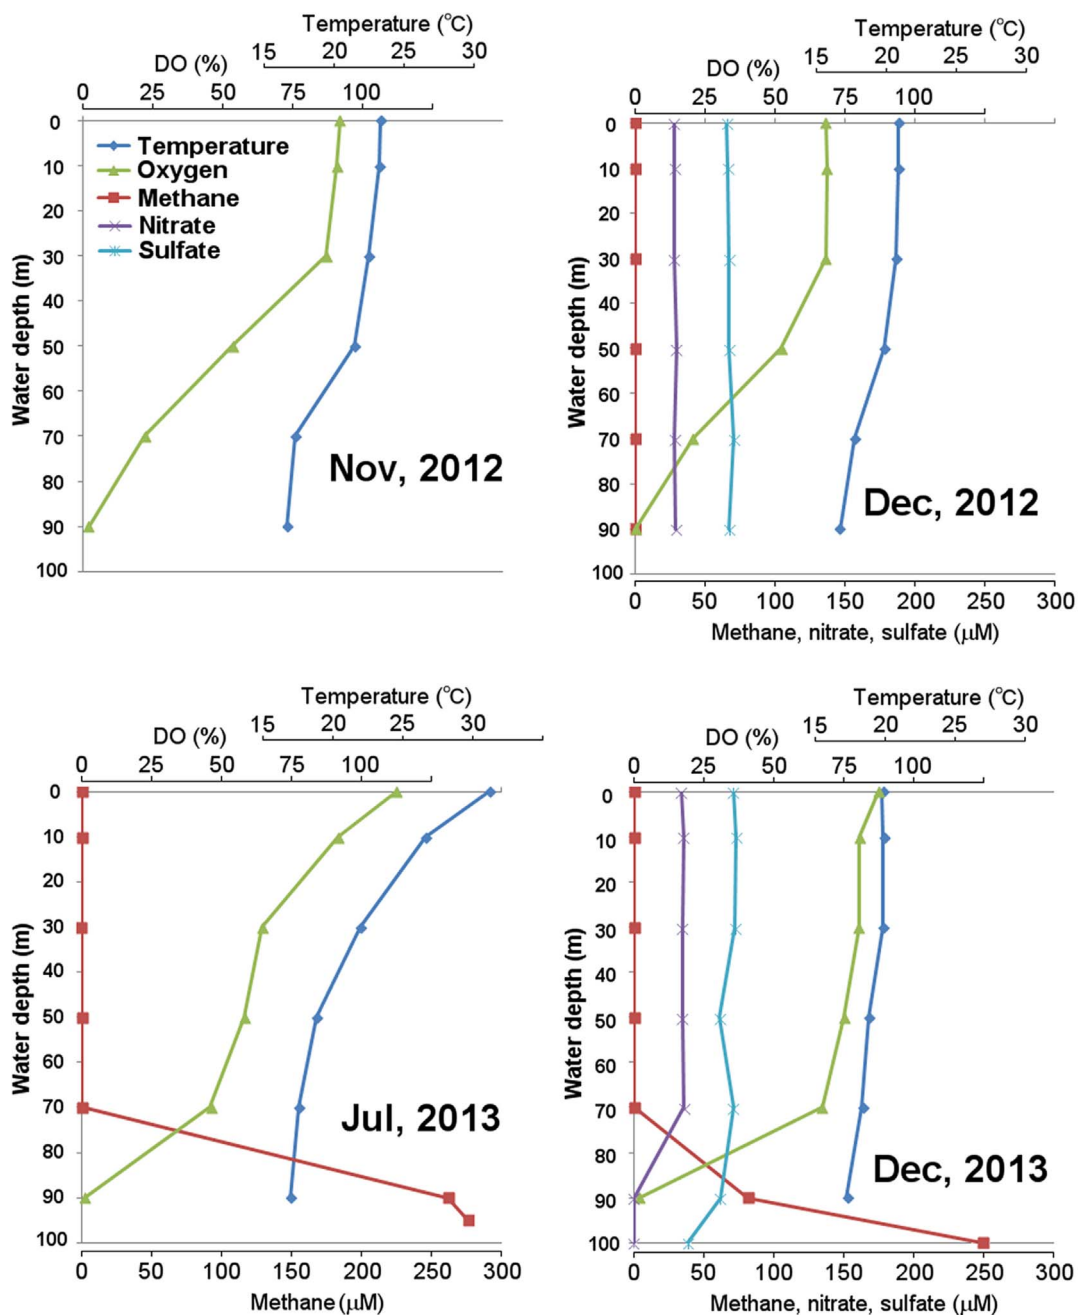 Temperature (°C)
15 20 25 30
DO (%)
0 25 50 75 100
0
10
20
30
40
50
60
70
80
90
100
Water depth (m)
Temperature
Oxygen
Methane
Nitrate
Sulfate
Nov, 2012
Temperature (°C)
15 20 25 30
DO (%)
0 25 50 75 100
0
10
20
30
40
50
60
70
80
90
100
Water depth (m)
Dec, 2012
0 50 100 150 200 250 300
Methane, nitrate, sulfate (μM)
Temperature (°C)
15 20 25 30
DO (%)
0 25 50 75 100
0
10
20
30
40
50
60
70
80
90
100
Water depth (m)
Jul, 2013
0 50 100 150 200 250 300
Methane (μM)
Temperature (°C)
15 20 25 30
DO (%)
0 25 50 75 100
0
10
20
30
40
50
60
70
80
90
100
Water depth (m)
Dec, 2013
0 50 100 150 200 250 300
Methane, nitrate, sulfate (μM)